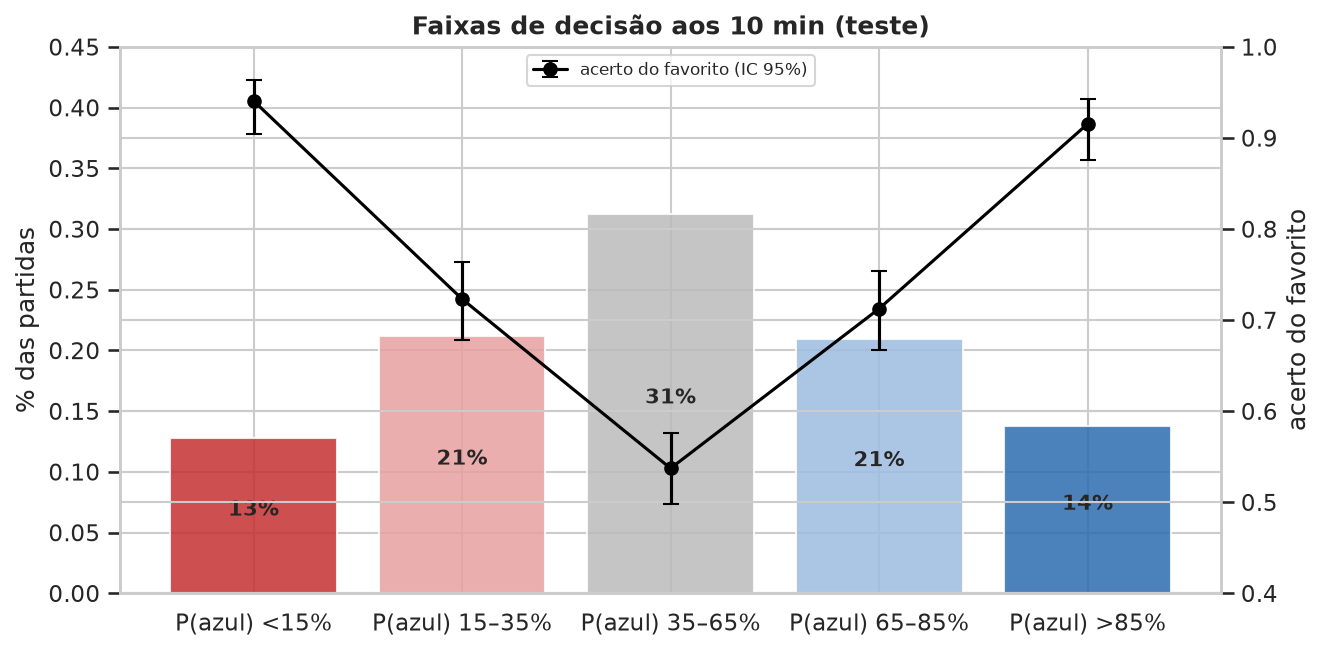 Faixas de decisão aos 10 min (teste)
acerto do favorito (IC 95%)
% das partidas
0.45
0.40
0.35
0.30
0.25
0.20
0.15
0.10
0.05
0.00
1.0
0.9
0.8
0.7
0.6
0.5
0.4
acerto do favorito
13%
21%
31%
21%
14%
P(azul) <15%
P(azul) 15–35%
P(azul) 35–65%
P(azul) 65–85%
P(azul) >85%